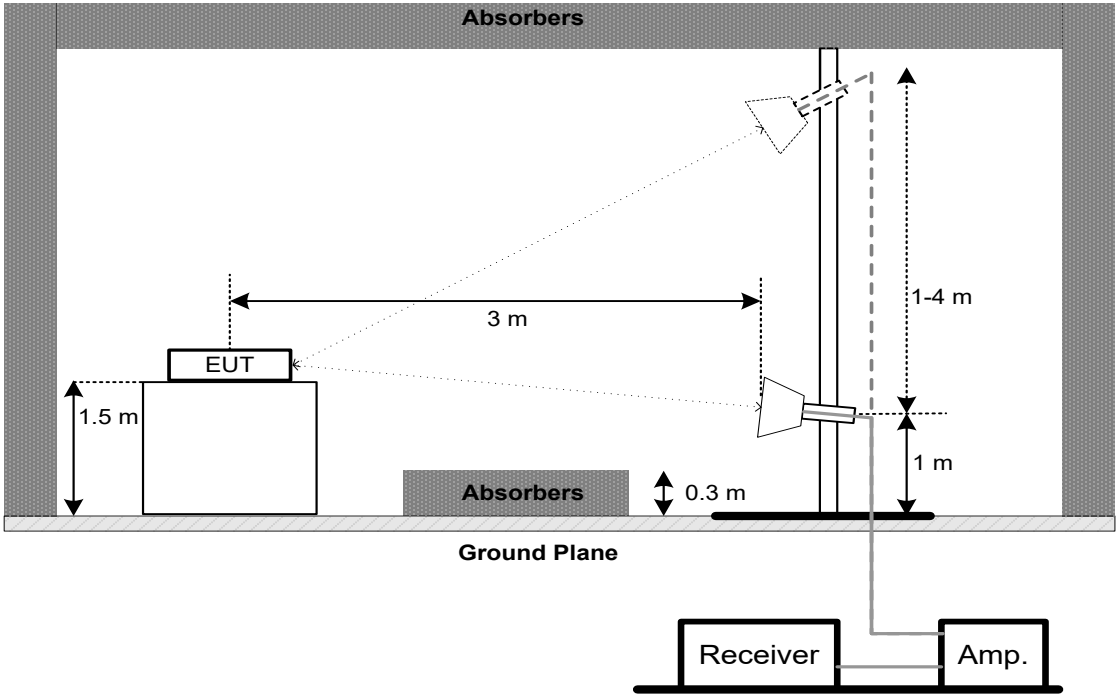 Absorbers
1-4 m
3 m
EUT
1.5 m
1 m
Absorbers
0.3 m
Ground Plane
Receiver
Amp.